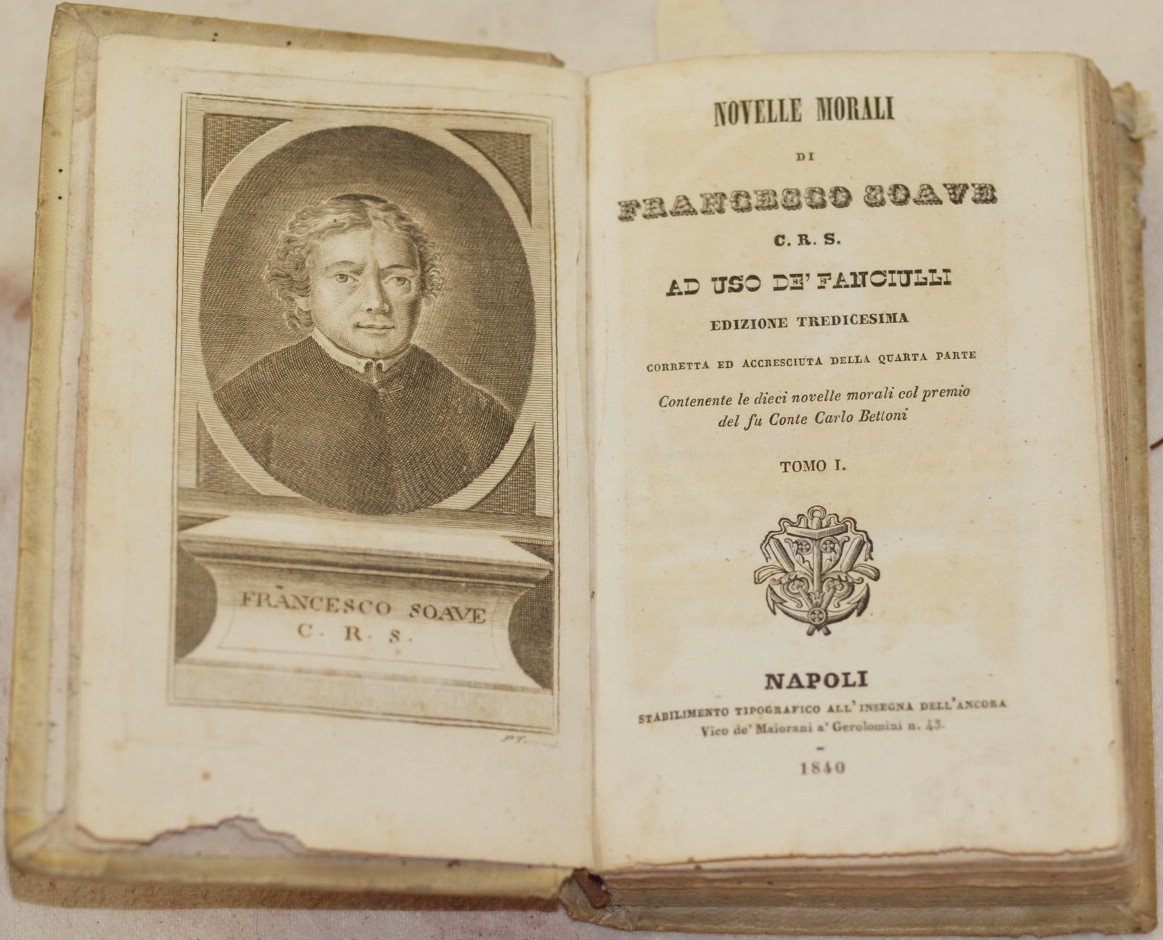 FRANCESCO SOAVE
C. R. S.
NOVELLE MORALI
DI
FRANCESCO SOAVE
C. R. S.
AD USO DE' FANCIULLI
EDIZIONE TREDICESIMA
CORRETTA ED ACCRESCIUTA DELLA QUARTA PARTE
Contenente le dieci novelle morali col premio
del fu Conte Carlo Bettoni
TOMO I.
NAPOLI
STABILIMENTO TIPOGRAFICO ALL'INSEGNA DELL'ANCORA
Vico de' Maiorani a' Gerolomini n. 43.
1840